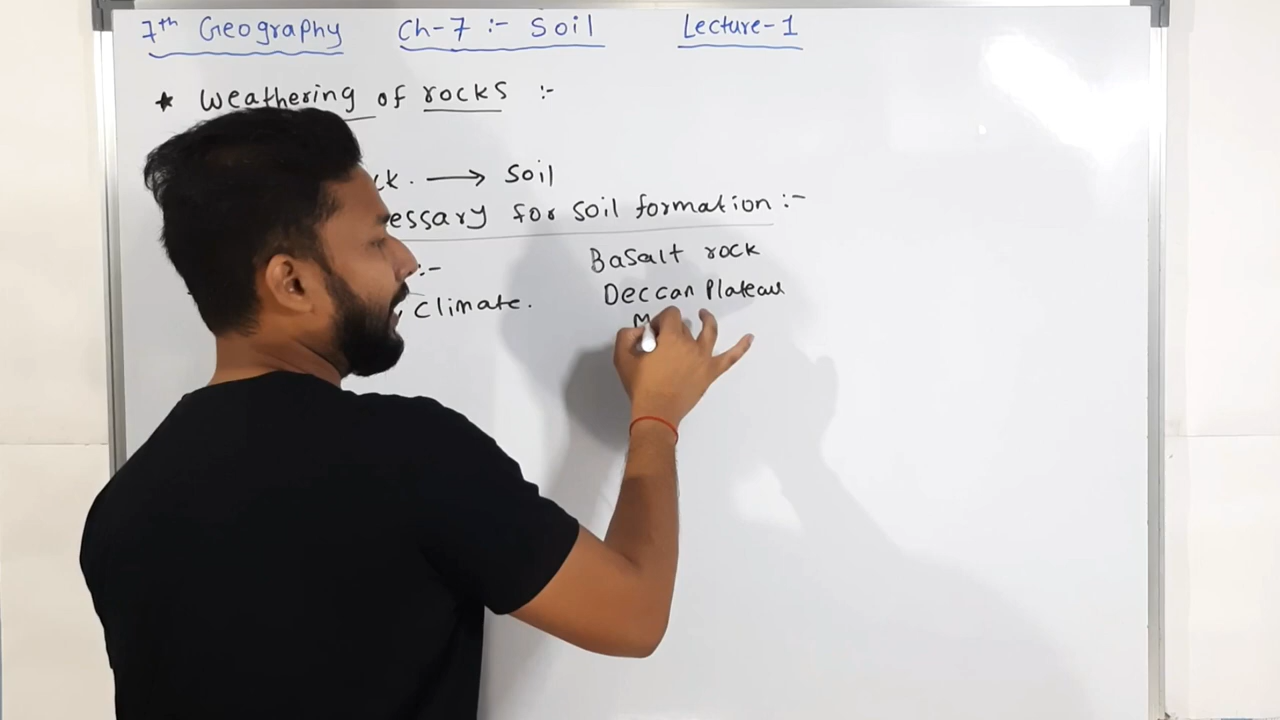 7th Geography Ch-7 :- Soil Lecture-1
★ Weathering of rocks :-
ck. → Soil
essary for soil formation :-
:- Basalt rock
Climate. Deccan Plateau
M